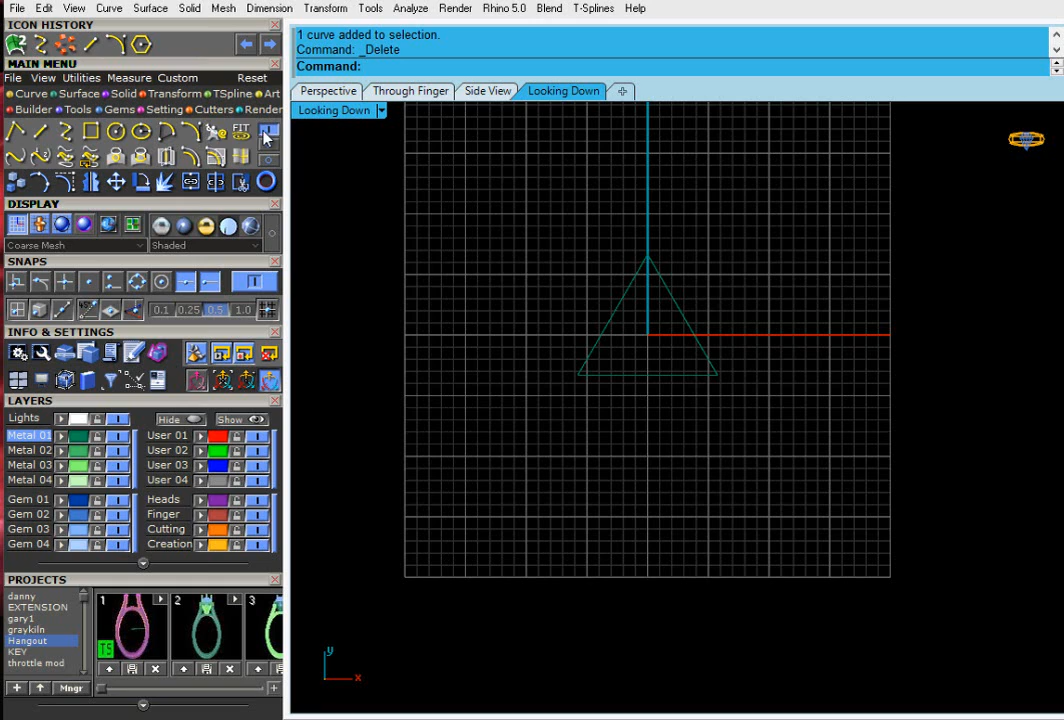 File Edit View Curve Surface Solid Mesh Dimension Transform Tools Analyze Render Rhino 5.0 Blend T-Splines Help
ICON HISTORY
MAIN MENU
File View Utilities Measure Custom Reset
Curve Surface Solid Transform TSpline Art
Builder Tools Gems Setting Cutters Render
FIT
DISPLAY
Coarse Mesh Shaded
SNAPS
0.1 0.25 0.5 1.0
INFO & SETTINGS
LAYERS
Lights Hide Show
Metal 01 User 01
Metal 02 User 02
Metal 03 User 03
Metal 04 User 04
Gem 01 Heads
Gem 02 Finger
Gem 03 Cutting
Gem 04 Creation
PROJECTS
danny
EXTENSION
gary1
graykiln
Hangout
KEY
throttle mod
Mngr
1 2 3
TS
1 curve added to selection.
Command: _Delete
Command:
Perspective Through Finger Side View Looking Down
Looking Down
y
x